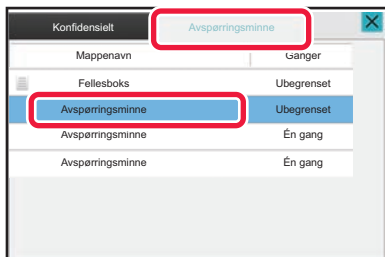 Konfidensielt Avspørringsminne
Mappenavn Ganger
Fellesboks Ubegrenset
Avspørringsminne Ubegrenset
Avspørringsminne Én gang
Avspørringsminne Én gang